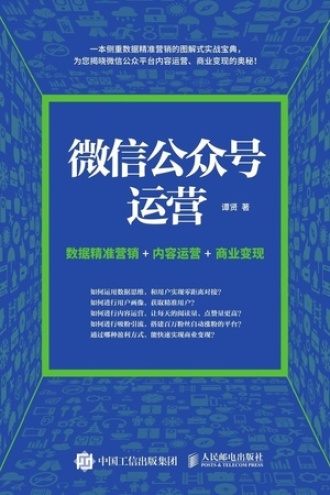 一本侧重数据精准营销的图解式实战宝典，
为您揭晓微信公众平台内容运营、商业变现的奥秘！
微信公众号
运营
谭贤 著
数据精准营销 + 内容运营 + 商业变现
如何运用数据思维，和用户实现零距离对接？
如何进行用户画像，获取精准用户？
如何进行内容运营，让每天的阅读量、点赞量更高？
如何进行吸粉引流，搭建百万粉丝自动涨粉的平台？
通过哪种盈利方式，能快速实现商业变现？
中国工信出版集团
人民邮电出版社
POSTS & TELECOM PRESS